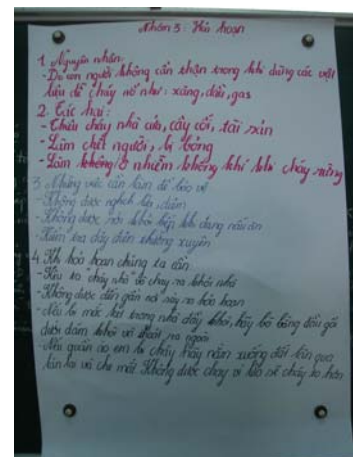 Nhóm 5: Hoả hoạn
1. Nguyên nhân:
- Do con người không cẩn thận trong khi dùng các vật
liệu dễ cháy nổ như: xăng, dầu, gas
2. Tác hại:
- Thiêu cháy nhà cửa, cây cối, tài sản
- Làm chết người, bị bỏng
- Làm không ô nhiễm không khí khi cháy rừng
3. Những việc cần làm để bảo vệ
- Không được nghịch lửa, diêm
- Không được rời khỏi bếp khi đang nấu ăn
- Kiểm tra dây điện thường xuyên
4. Khi hoả hoạn chúng ta cần
- Kêu to "cháy nhà" và chạy ra khỏi nhà
- Không được đến gần nơi xảy ra hoả hoạn
- Nếu bị mắc kẹt trong nhà đầy khói, hãy bò bằng đầu gối
dưới đám khói và thoát ra ngoài
- Nếu quần áo em bị cháy hãy nằm xuống đất lăn qua
lăn lại và che mặt. Không được chạy vì lửa sẽ cháy to hơn